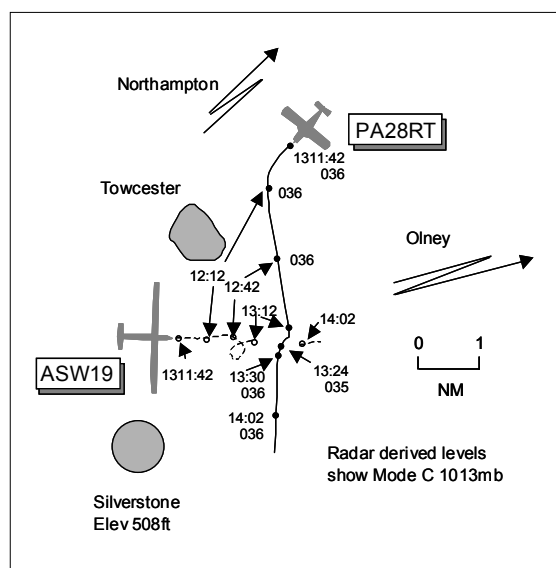 Northampton
PA28RT
1311:42
036
Towcester
036
Olney
036
12:12
12:42
13:12
14:02
ASW19
1311:42
13:30
036
13:24
035
0 1
NM
14:02
036
Radar derived levels
show Mode C 1013mb
Silverstone
Elev 508ft